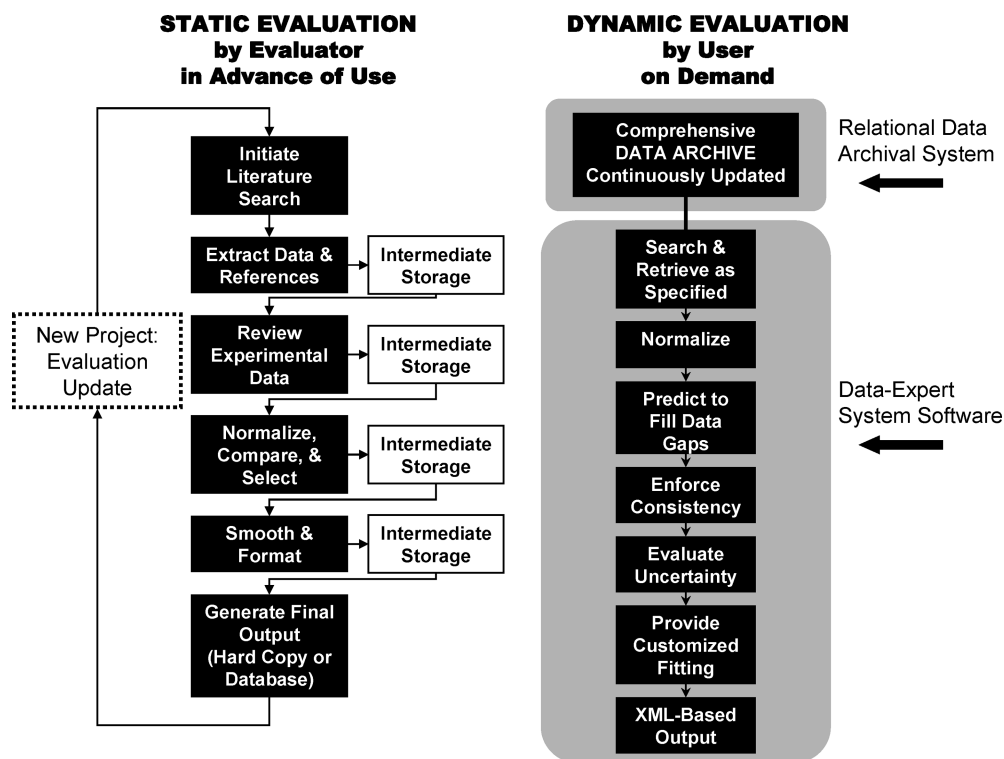 STATIC EVALUATION
by Evaluator
in Advance of Use
Initiate
Literature
Search
Extract Data &
References
Intermediate
Storage
Review
Experimental
Data
Intermediate
Storage
New Project:
Evaluation
Update
Normalize,
Compare, &
Select
Intermediate
Storage
Smooth &
Format
Intermediate
Storage
Generate Final
Output
(Hard Copy or
Database)
DYNAMIC EVALUATION
by User
on Demand
Comprehensive
DATA ARCHIVE
Continuously Updated
Relational Data
Archival System
Search &
Retrieve as
Specified
Normalize
Predict to
Fill Data
Gaps
Data-Expert
System Software
Enforce
Consistency
Evaluate
Uncertainty
Provide
Customized
Fitting
XML-Based
Output